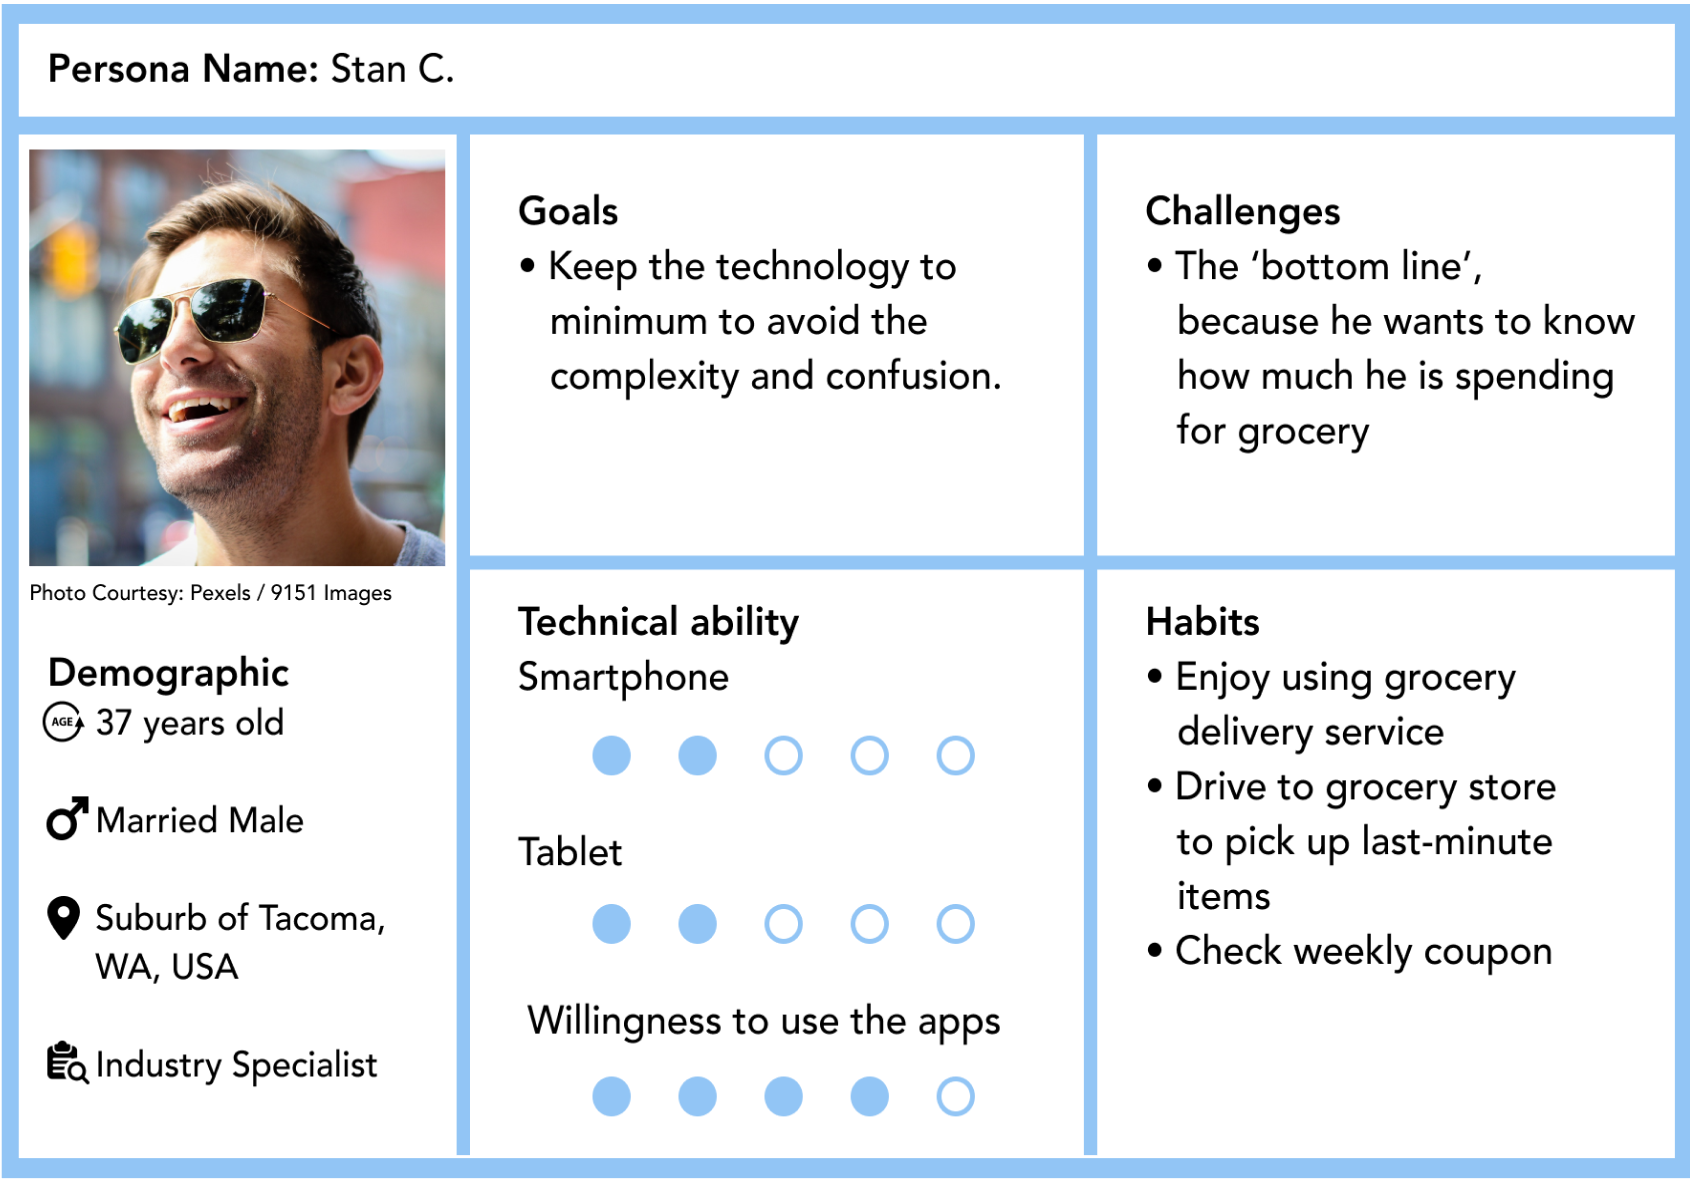 Persona Name: Stan C.
Photo Courtesy: Pexels / 9151 Images
Demographic
AGE 37 years old
Married Male
Suburb of Tacoma,
WA, USA
Industry Specialist
Goals
• Keep the technology to
minimum to avoid the
complexity and confusion.
Challenges
• The ‘bottom line’,
because he wants to know
how much he is spending
for grocery
Technical ability
Smartphone
Tablet
Willingness to use the apps
Habits
• Enjoy using grocery
delivery service
• Drive to grocery store
to pick up last-minute
items
• Check weekly coupon